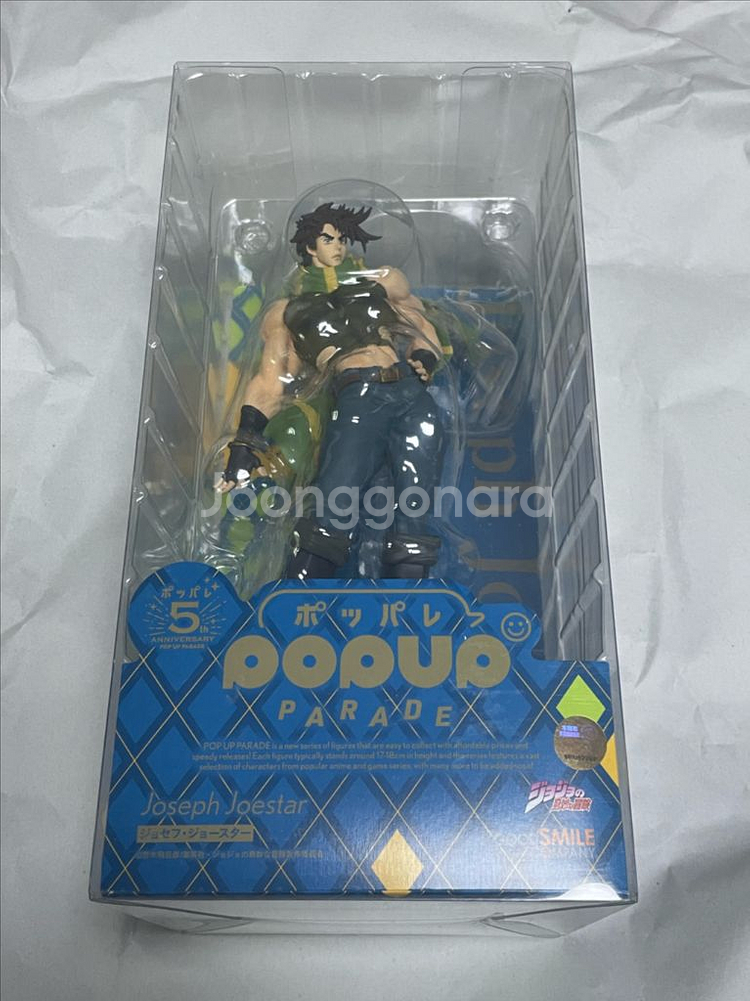 Joonggonara
ポッパレ
5th
ANNIVERSARY
POP UP PARADE
ポッパレ
POPUP
PARADE
POP UP PARADE is a new series of figures that are easy to collect with affordable prices and
speedy releases! Each figure typically stands around 17-18cm in height and the series features a vast
selection of characters from popular anime and game series, with many more to be added soon!
Joseph Joestar
ジョセフ・ジョースター
ジョジョの
奇妙な冒険
SMILE